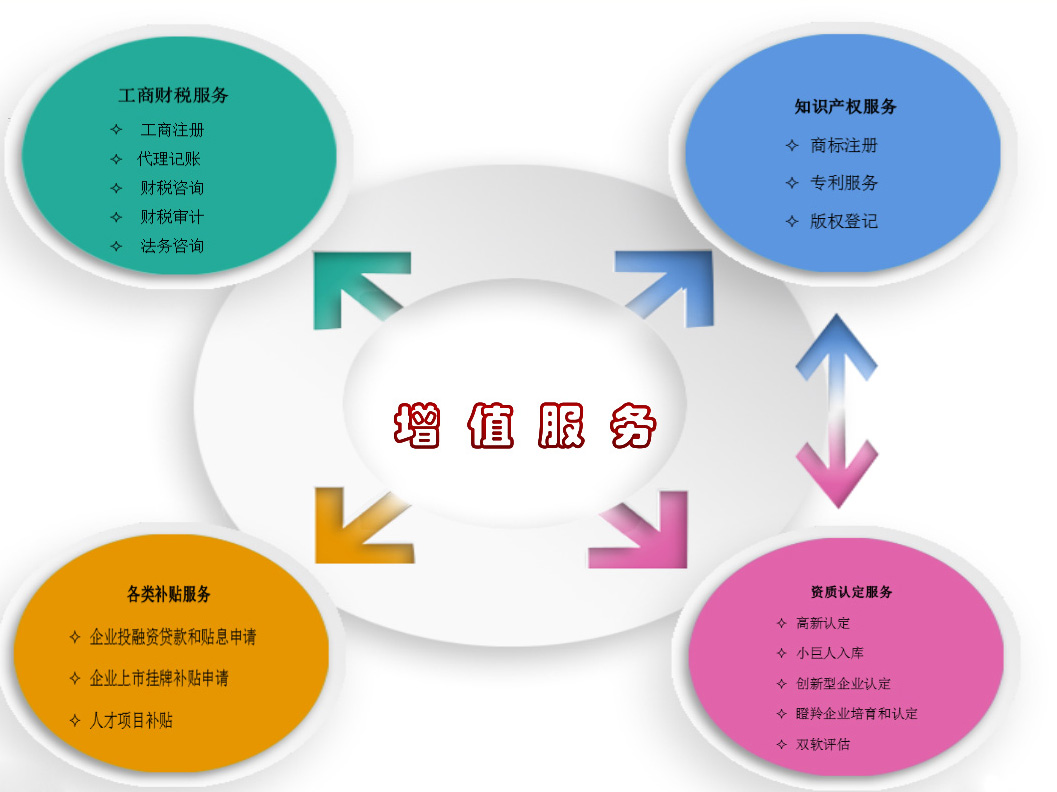 工商财税服务
✧ 工商注册
✧ 代理记账
✧ 财税咨询
✧ 财税审计
✧ 法务咨询
知识产权服务
✧ 商标注册
✧ 专利服务
✧ 版权登记
增值服务
各类补贴服务
✧ 企业投融资贷款和贴息申请
✧ 企业上市挂牌补贴申请
✧ 人才项目补贴
资质认定服务
✧ 高新认定
✧ 小巨人入库
✧ 创新型企业认定
✧ 瞪羚企业培育和认定
✧ 双软评估